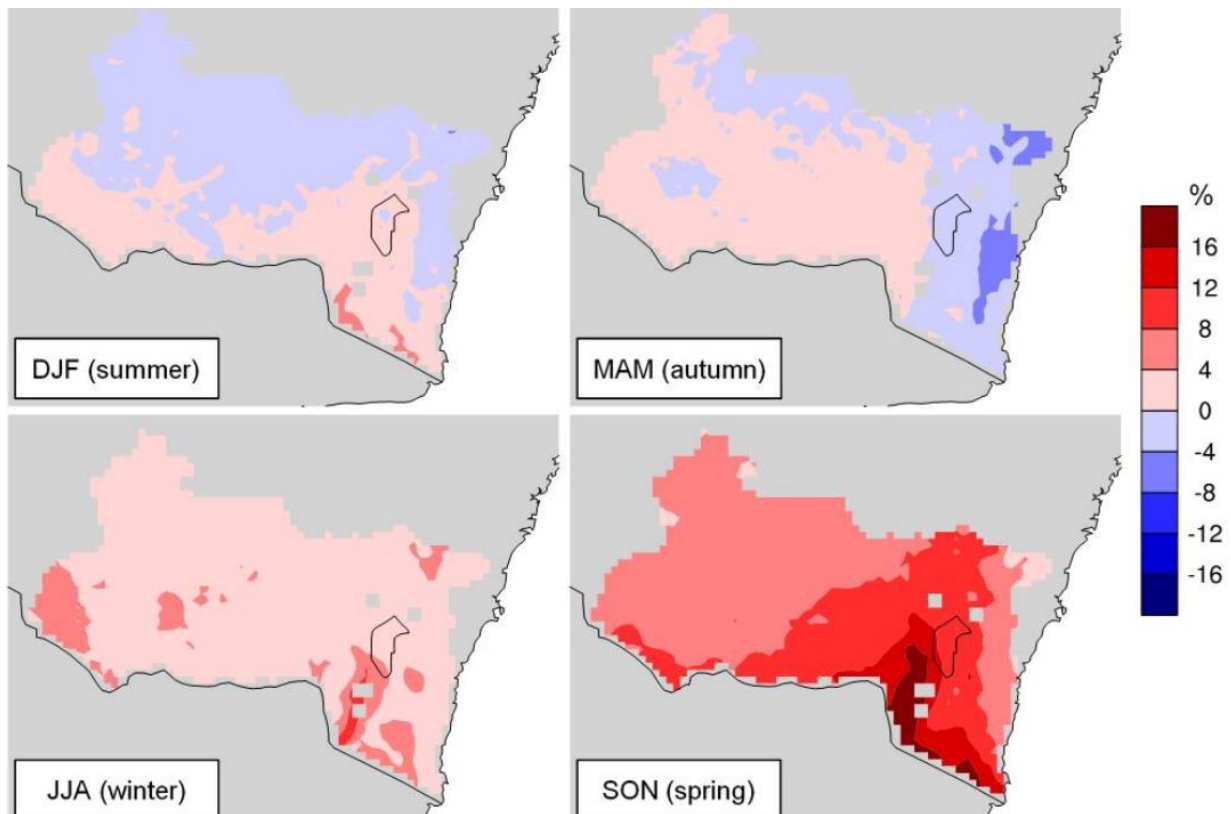 DJF (summer)
MAM (autumn)
%
16
12
8
4
0
-4
-8
-12
-16
JJA (winter)
SON (spring)